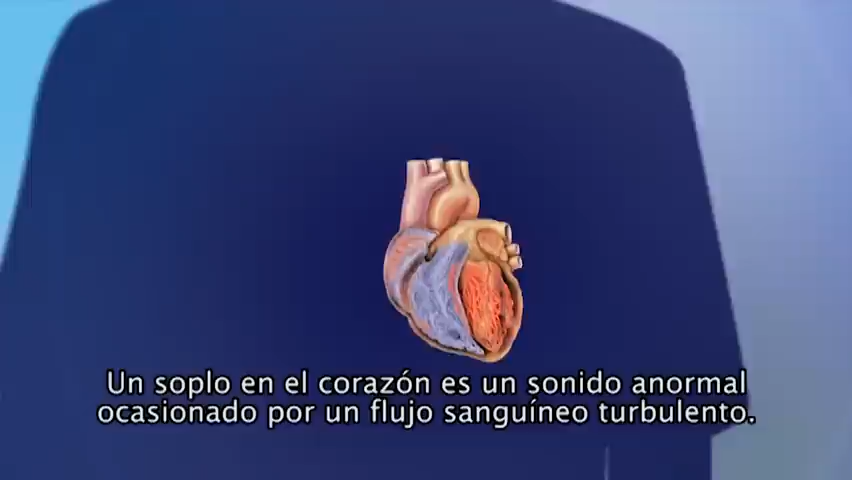 Un soplo en el corazón es un sonido anormal
ocasionado por un flujo sanguíneo turbulento.